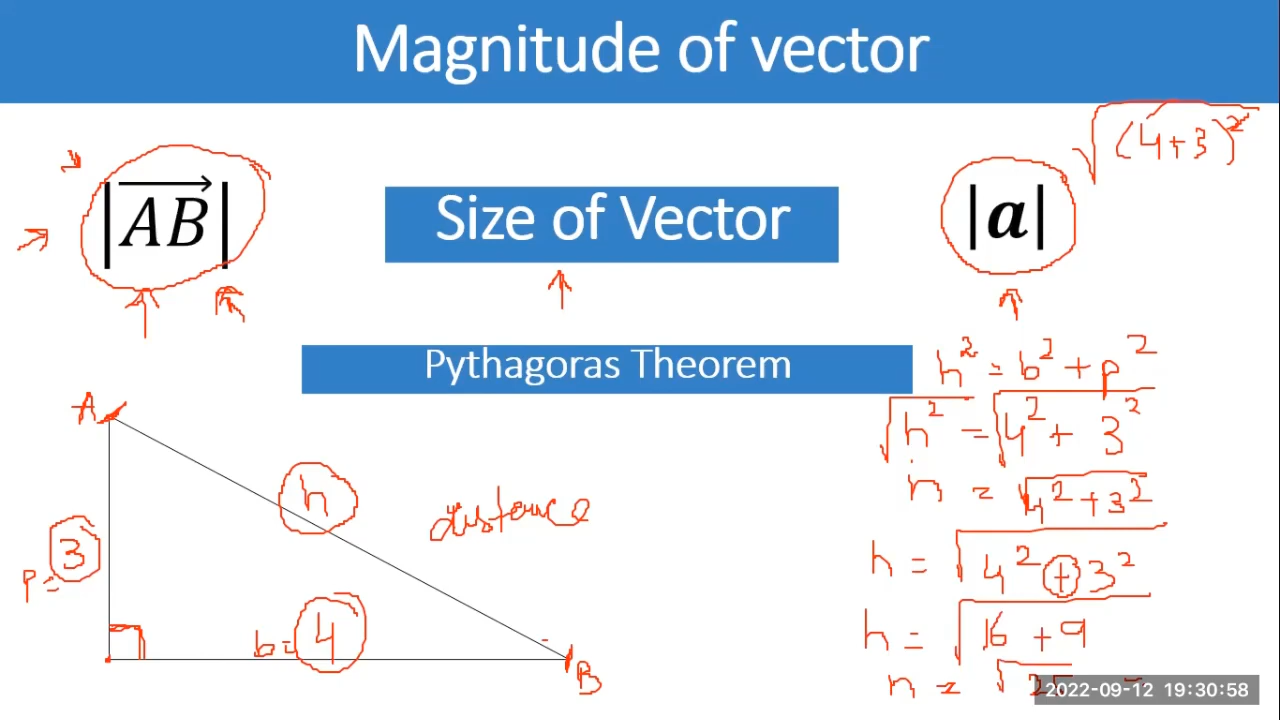 Magnitude of vector
√(4+3)²
|AB|
Size of Vector
|a|
Pythagoras Theorem
h² = b² + p²
√h² = √4² + 3²
h = √4² + 3²
h = √4² + 3²
h = √16 + 9
h = √25 =
A
h
distance
p = 3
b = 4
B
2022-09-12 19:30:58